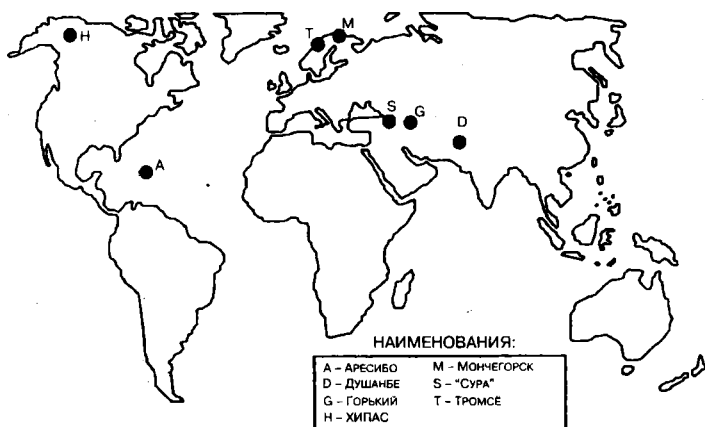 H
T
M
S
G
D
A
НАИМЕНОВАНИЯ:
A – АРЕСИБО M – МОНЧЕГОРСК
D – ДУШАНБЕ S – "СУРА"
G – ГОРЬКИЙ T – ТРОМСЁ
H – ХИПАС